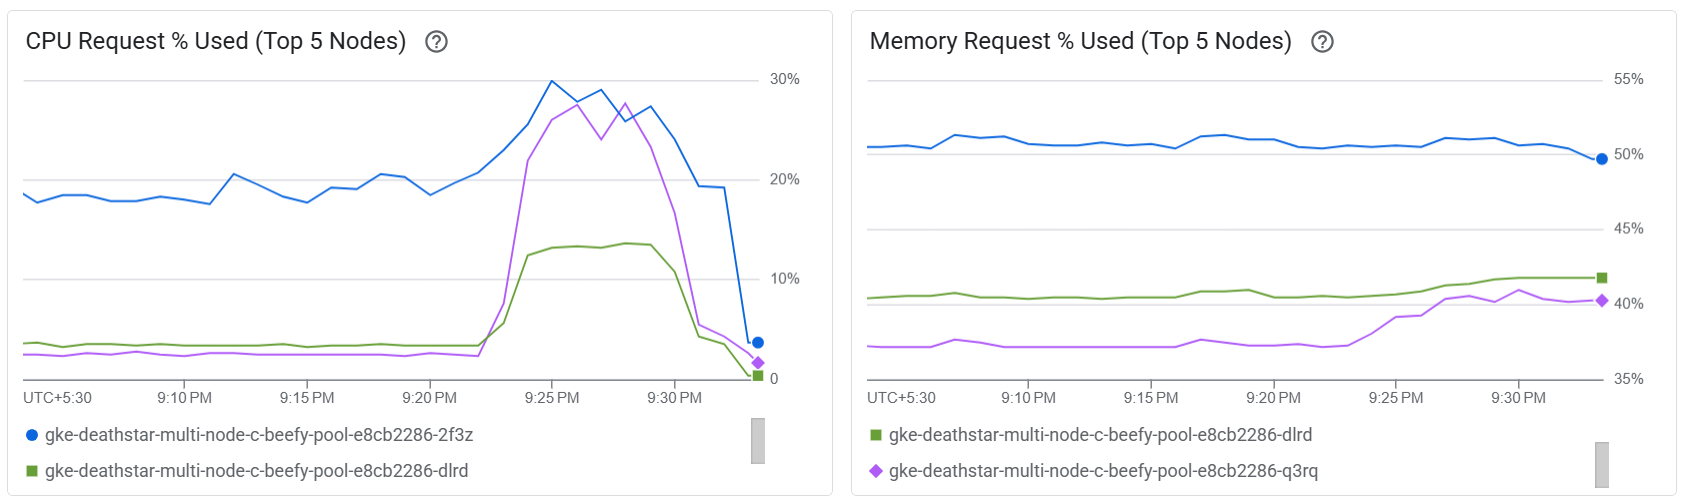 CPU Request % Used (Top 5 Nodes)
30%
20%
10%
0
UTC+5:30
9:10 PM
9:15 PM
9:20 PM
9:25 PM
9:30 PM
gke-deathstar-multi-node-c-beefy-pool-e8cb2286-2f3z
gke-deathstar-multi-node-c-beefy-pool-e8cb2286-dlrd
Memory Request % Used (Top 5 Nodes)
55%
50%
45%
40%
35%
UTC+5:30
9:10 PM
9:15 PM
9:20 PM
9:25 PM
9:30 PM
gke-deathstar-multi-node-c-beefy-pool-e8cb2286-dlrd
gke-deathstar-multi-node-c-beefy-pool-e8cb2286-q3rq